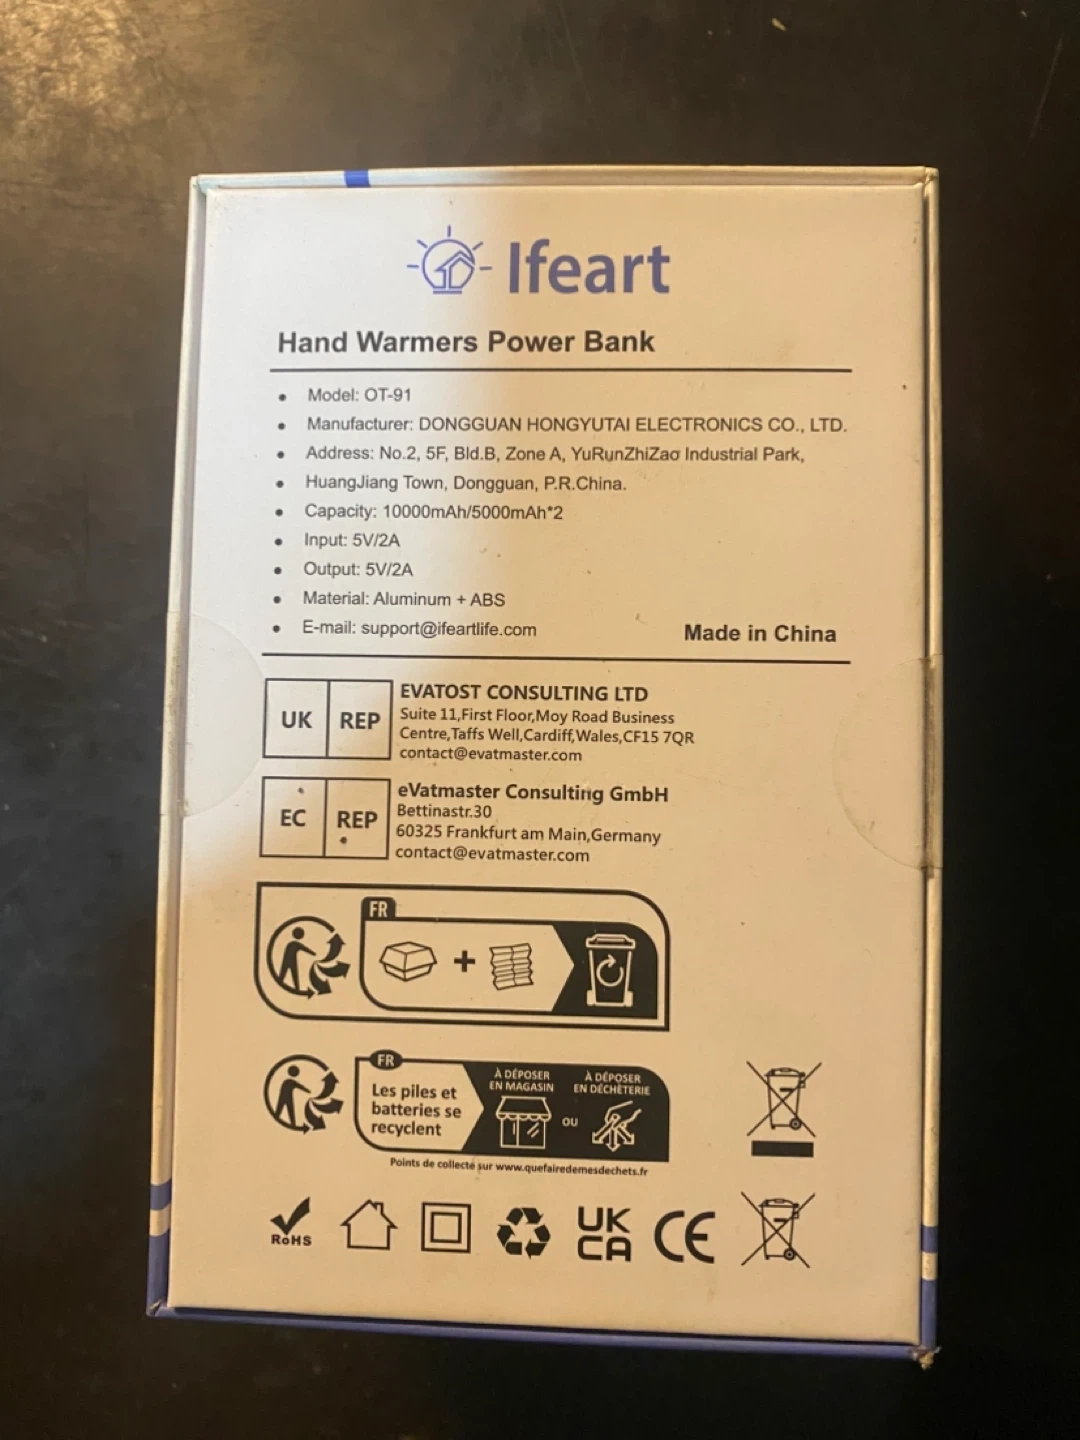 Ifeart
Hand Warmers Power Bank
• Model: OT-91
• Manufacturer: DONGGUAN HONGYUTAI ELECTRONICS CO., LTD.
• Address: No.2, 5F, Bld.B, Zone A, YuRunZhiZao Industrial Park,
• HuangJiang Town, Dongguan, P.R.China.
• Capacity: 10000mAh/5000mAh*2
• Input: 5V/2A
• Output: 5V/2A
• Material: Aluminum + ABS
• E-mail: support@ifeartlife.com
Made in China
UK REP
EVATOST CONSULTING LTD
Suite 11,First Floor,Moy Road Business
Centre,Taffs Well,Cardiff,Wales,CF15 7QR
contact@evatmaster.com
EC REP
eVatmaster Consulting GmbH
Bettinastr.30
60325 Frankfurt am Main,Germany
contact@evatmaster.com
FR
+
FR
Les piles et
batteries se
recyclent
À DÉPOSER
EN MAGASIN
OU
À DÉPOSER
EN DÉCHÈTERIE
Points de collecte sur www.quefairedemesdechets.fr
RoHS
UK
CA
CE